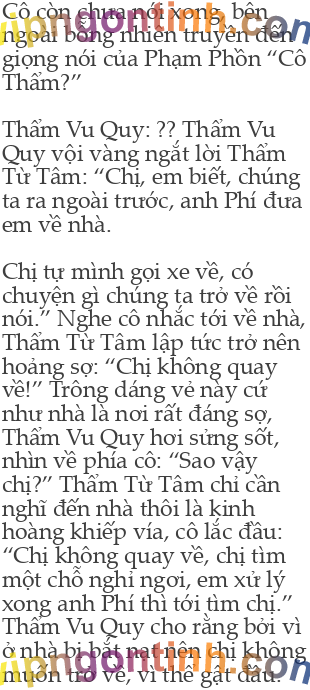 Cô còn chưa nói xong, bên
ngoài bỗng nhiên truyền đến
giọng nói của Phạm Phồn “Cô
Thẩm?”
Thẩm Vu Quy: ?? Thẩm Vu
Quy vội vàng ngắt lời Thẩm
Từ Tâm: “Chị, em biết, chúng
ta ra ngoài trước, anh Phí đưa
em về nhà.
Chị tự mình gọi xe về, có
chuyện gì chúng ta trở về rồi
nói.” Nghe cô nhắc tới về nhà,
Thẩm Từ Tâm lập tức trở nên
hoảng sợ: “Chị không quay
về!” Trông dáng vẻ này cứ
như nhà là nơi rất đáng sợ,
Thẩm Vu Quy hơi sửng sốt,
nhìn về phía cô: “Sao vậy
chị?” Thẩm Từ Tâm chỉ cần
nghĩ đến nhà thôi là kinh
hoàng khiếp vía, cô lắc đầu:
“Chị không quay về, chị tìm
một chỗ nghỉ ngơi, em xử lý
xong anh Phí thì tới tìm chị.”
Thẩm Vu Quy cho rằng bởi vì
ở nhà bị bắt nạt nên chị không
muốn trở về, vì thế gật đầu.
vipngontinh.com
vipngontinh.com